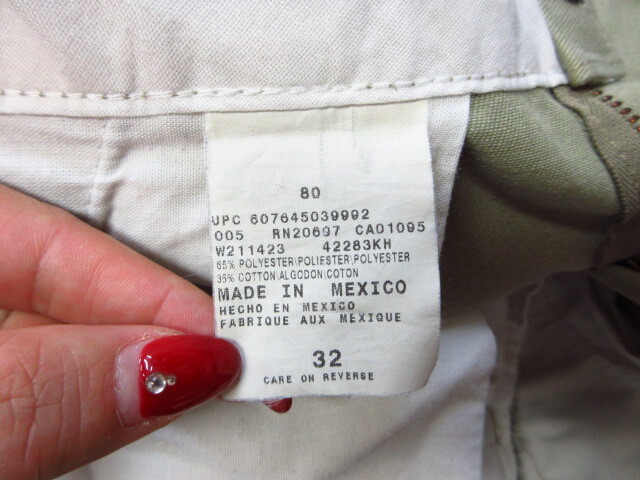 80
UPC 607645039992
005 RN20697 CA01095
W211423 42283KH
65% POLYESTER\POLIESTER\POLYESTER
35% COTTON\ALGODON\COTON
MADE IN MEXICO
HECHO EN MEXICO
FABRIQUE AUX MEXIQUE
32
CARE ON REVERSE